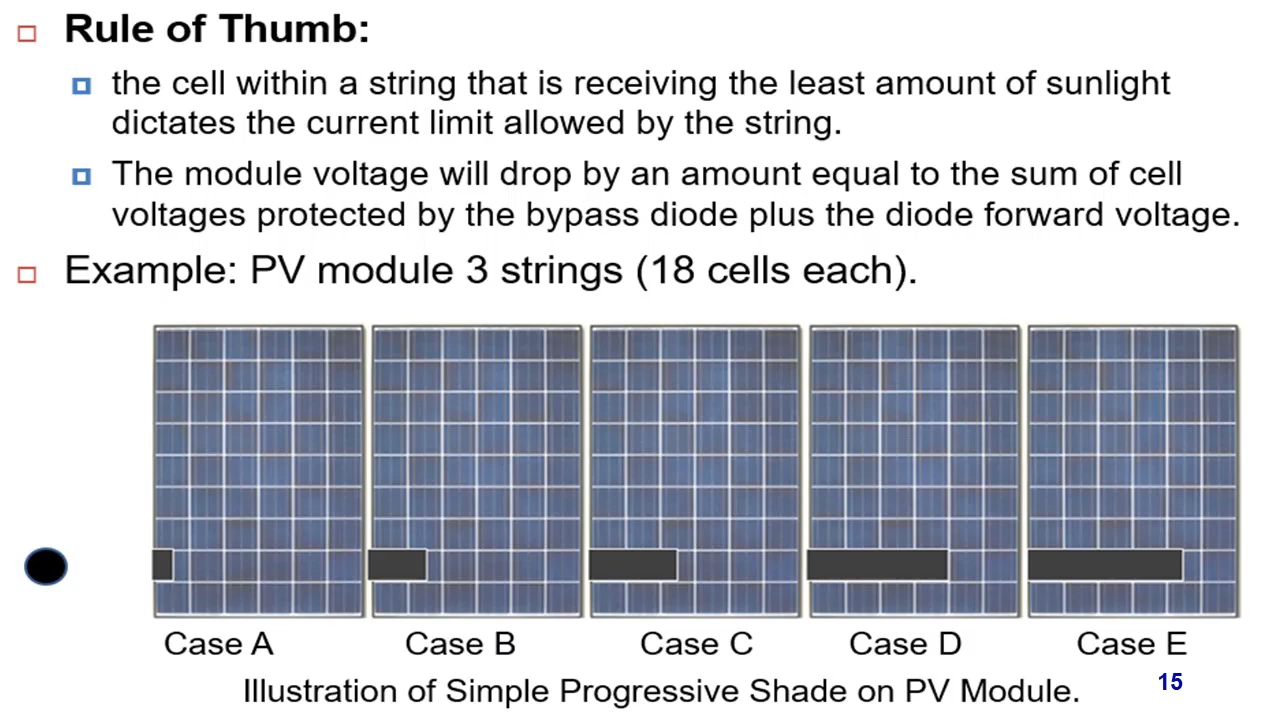 Rule of Thumb:
the cell within a string that is receiving the least amount of sunlight
dictates the current limit allowed by the string.
The module voltage will drop by an amount equal to the sum of cell
voltages protected by the bypass diode plus the diode forward voltage.
Example: PV module 3 strings (18 cells each).
Case A
Case B
Case C
Case D
Case E
Illustration of Simple Progressive Shade on PV Module.
15